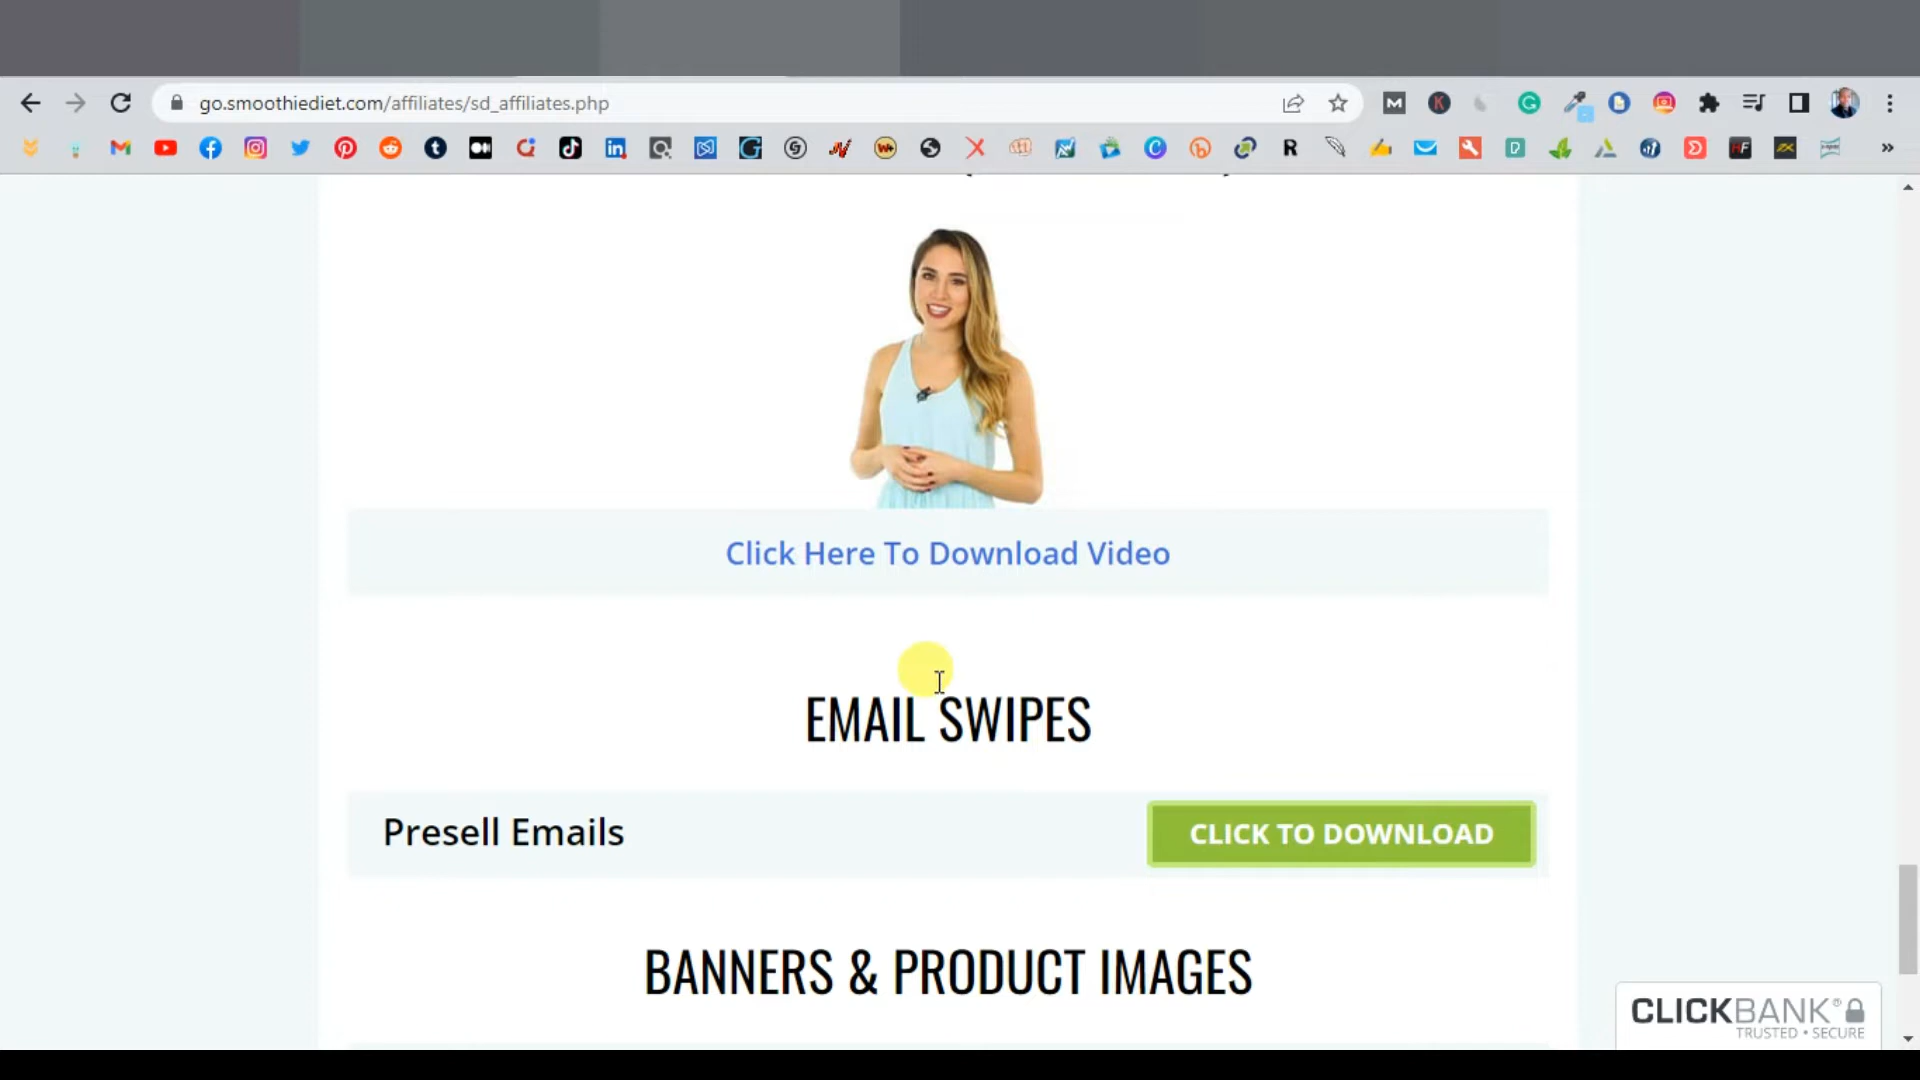 go.smoothiediet.com/affiliates/sd_affiliates.php
Click Here To Download Video
EMAIL SWIPES
Presell Emails
CLICK TO DOWNLOAD
BANNERS & PRODUCT IMAGES
CLICKBANK®
TRUSTED • SECURE